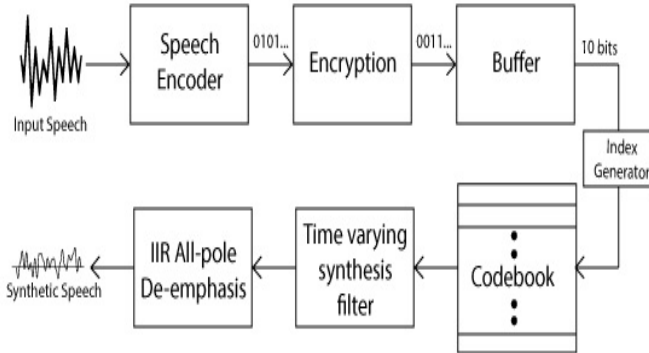 Speech
Encoder
0101...
Encryption
0011...
Buffer
10 bits
Input Speech
Index
Generator
Codebook
Time varying
synthesis
filter
IIR All-pole
De-emphasis
Synthetic Speech